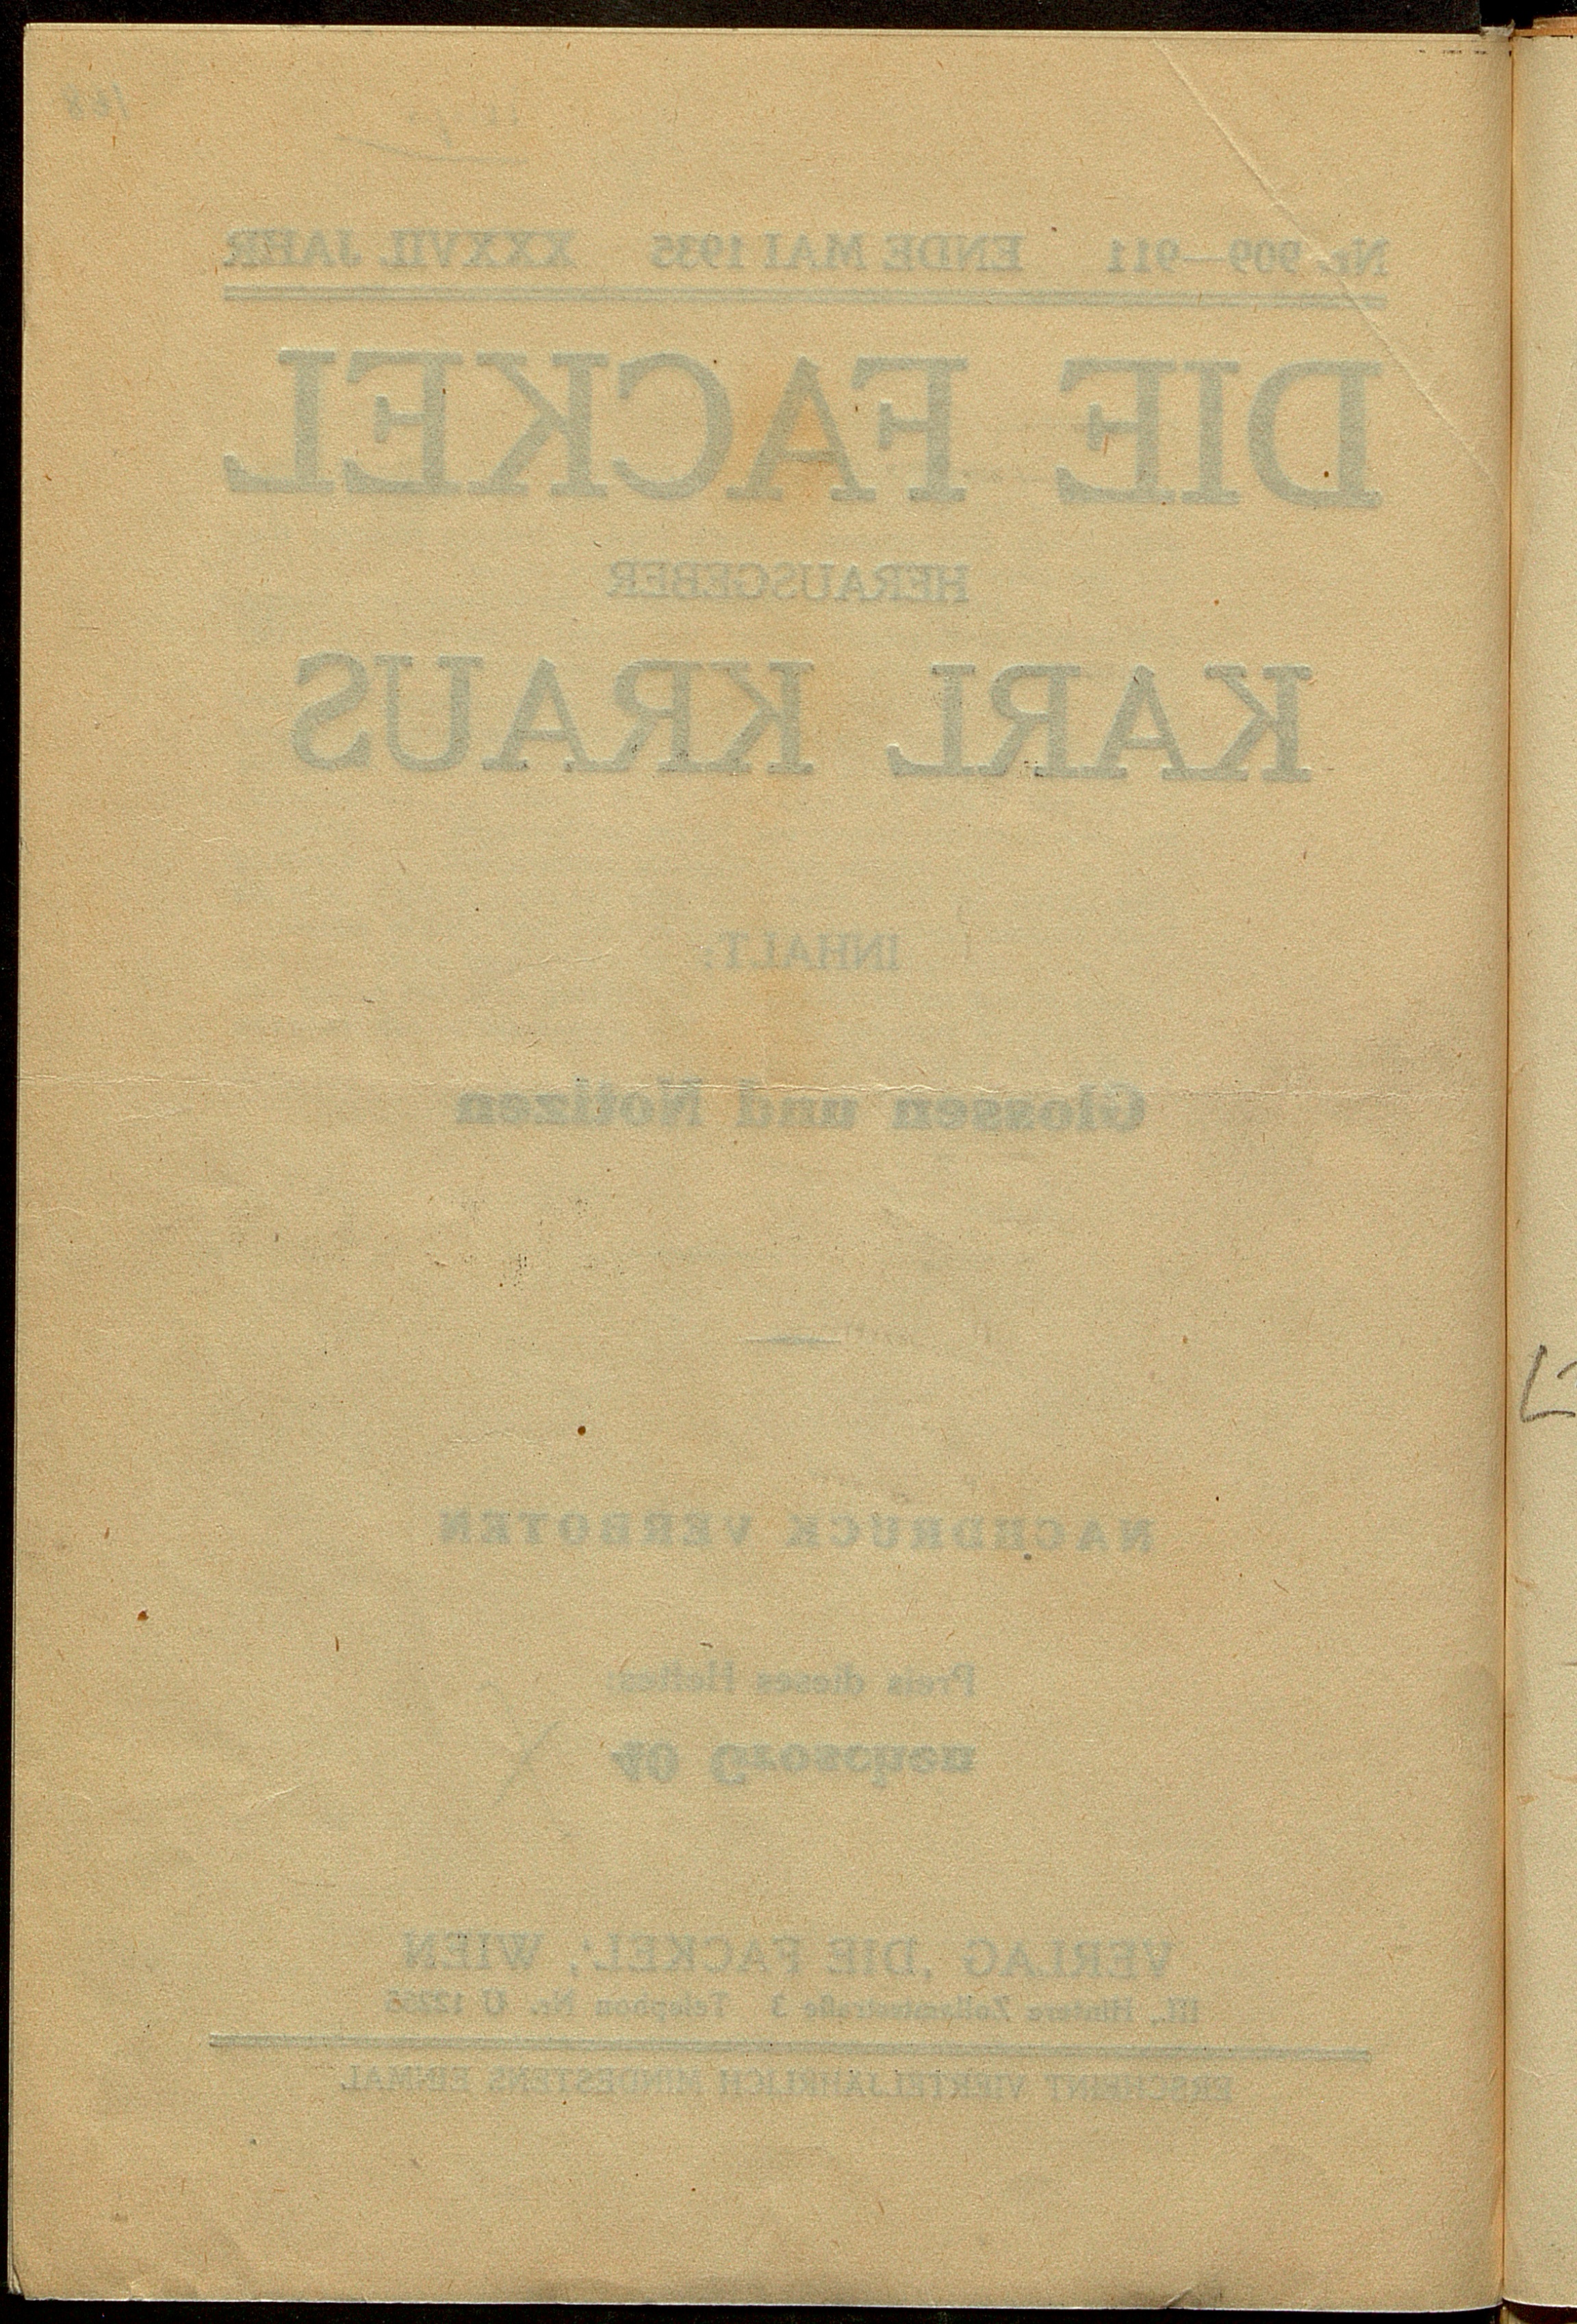 Nr. 909—911 ENDE MAI 1935 XXXVII. JAHR
DIE FACKEL
HERAUSGEBER
KARL KRAUS
INHALT:
Glossen und Notizen
NACHDRUCK VERBOTEN
Preis dieses Heftes:
40 Groschen
VERLAG ‚DIE FACKEL‘, WIEN
III., Hintere Zollamtsstraße 3 Telephon Nr. U 12255
ERSCHEINT VIERTELJÄHRLICH MINDESTENS EINMAL